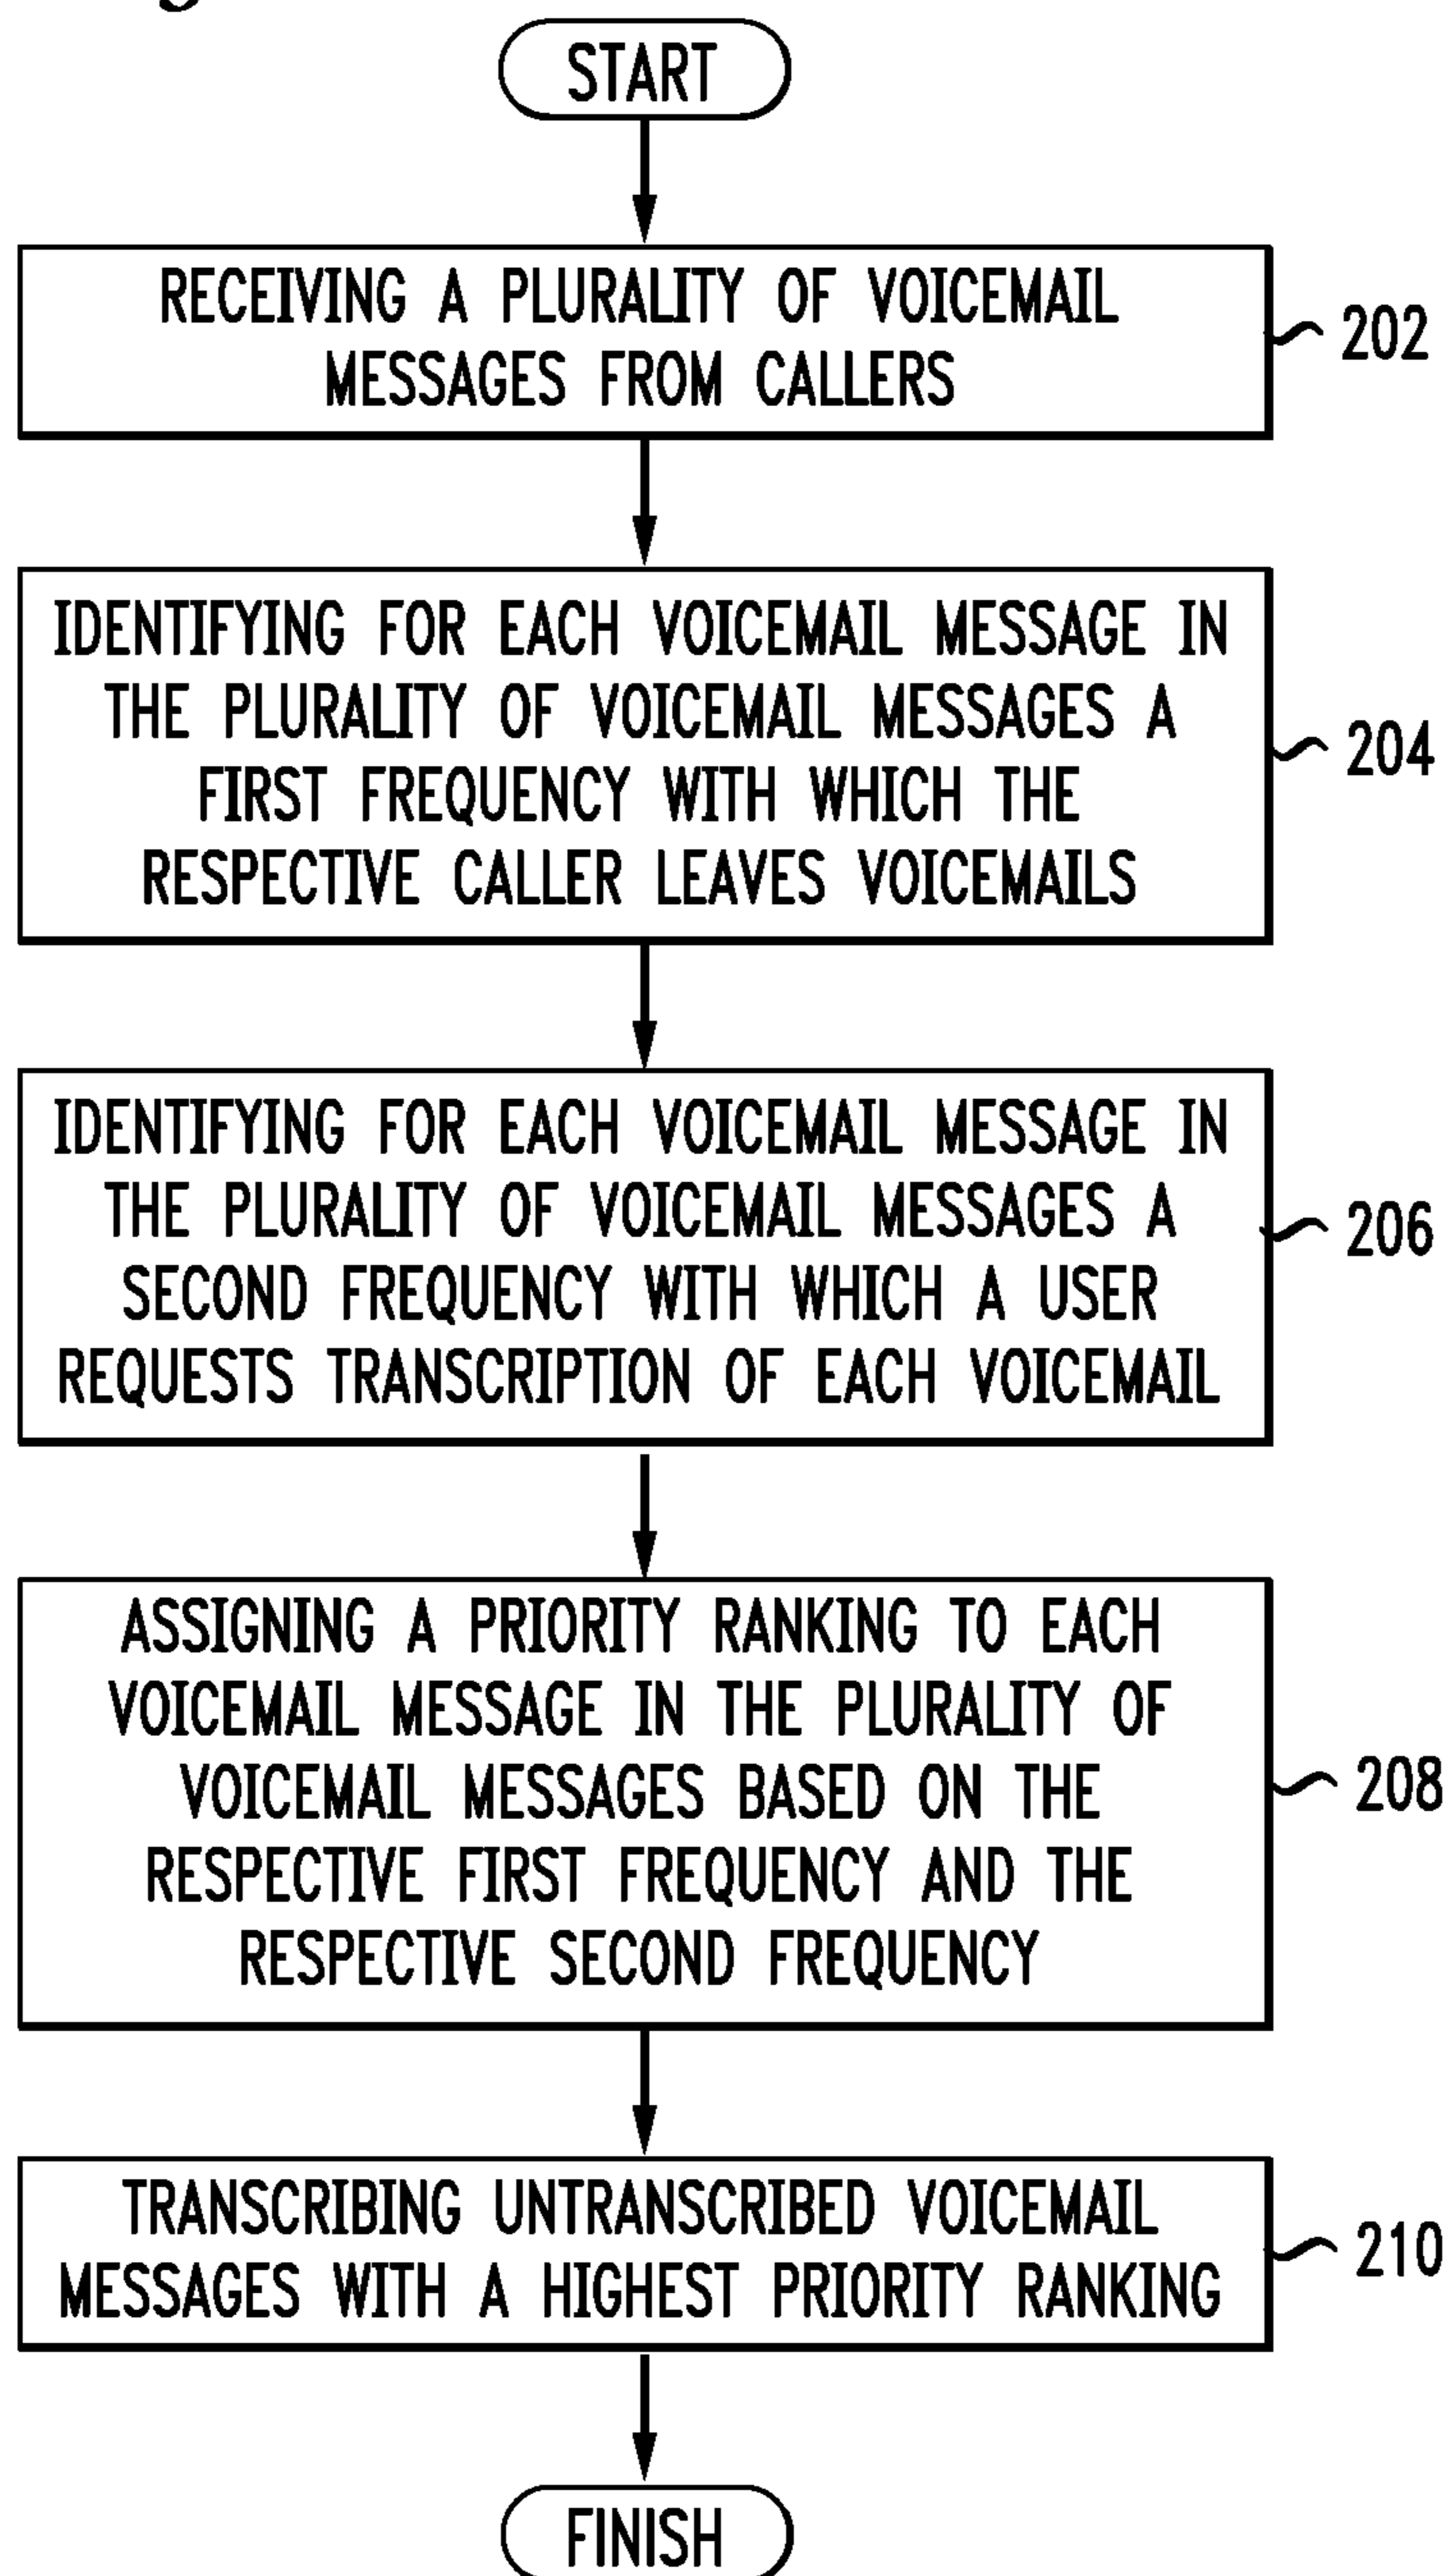 START
RECEIVING A PLURALITY OF VOICEMAIL
MESSAGES FROM CALLERS
202
IDENTIFYING FOR EACH VOICEMAIL MESSAGE IN
THE PLURALITY OF VOICEMAIL MESSAGES A
FIRST FREQUENCY WITH WHICH THE
RESPECTIVE CALLER LEAVES VOICEMAILS
204
IDENTIFYING FOR EACH VOICEMAIL MESSAGE IN
THE PLURALITY OF VOICEMAIL MESSAGES A
SECOND FREQUENCY WITH WHICH A USER
REQUESTS TRANSCRIPTION OF EACH VOICEMAIL
206
ASSIGNING A PRIORITY RANKING TO EACH
VOICEMAIL MESSAGE IN THE PLURALITY OF
VOICEMAIL MESSAGES BASED ON THE
RESPECTIVE FIRST FREQUENCY AND THE
RESPECTIVE SECOND FREQUENCY
208
TRANSCRIBING UNTRANSCRIBED VOICEMAIL
MESSAGES WITH A HIGHEST PRIORITY RANKING
210
FINISH